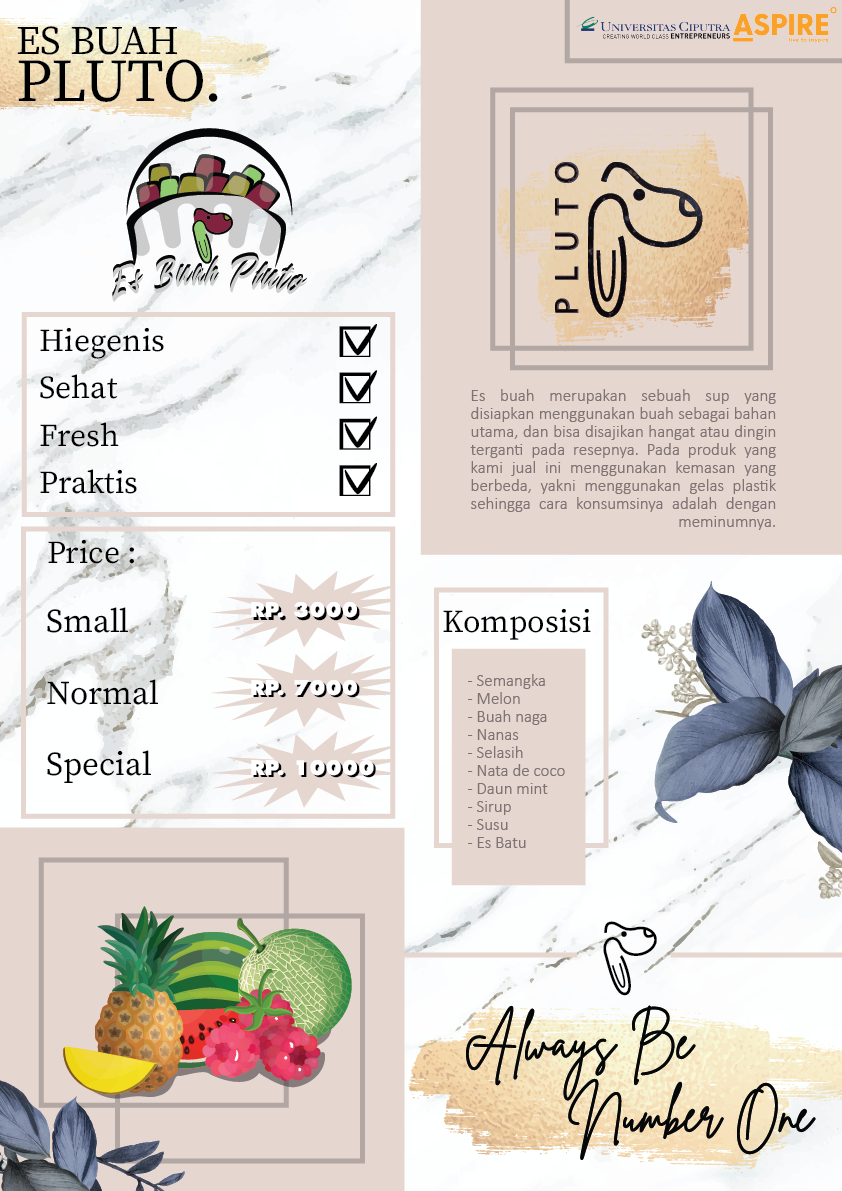 ES BUAH
PLUTO.
Es Buah Pluto
Hiegenis
Sehat
Fresh
Praktis
Price :
Small
RP. 3000
Normal
RP. 7000
Special
RP. 10000
UNIVERSITAS CIPUTRA
CREATING WORLD CLASS ENTREPRENEURS
ASPIRE
live to inspire
PLUTO
Es buah merupakan sebuah sup yang
disiapkan menggunakan buah sebagai bahan
utama, dan bisa disajikan hangat atau dingin
terganti pada resepnya. Pada produk yang
kami jual ini menggunakan kemasan yang
berbeda, yakni menggunakan gelas plastik
sehingga cara konsumsinya adalah dengan
meminumnya.
Komposisi
- Semangka
- Melon
- Buah naga
- Nanas
- Selasih
- Nata de coco
- Daun mint
- Sirup
- Susu
- Es Batu
Always Be
Number One